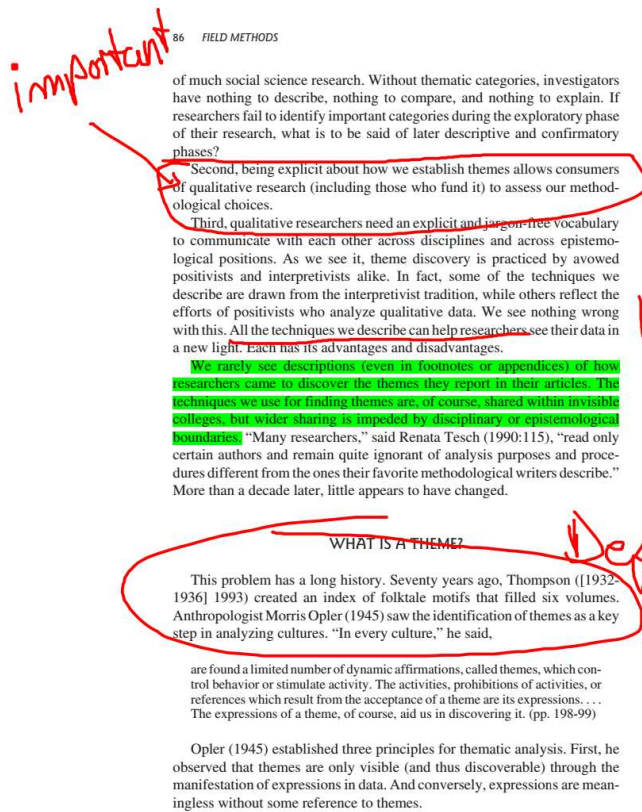 important
86 FIELD METHODS
of much social science research. Without thematic categories, investigators
have nothing to describe, nothing to compare, and nothing to explain. If
researchers fail to identify important categories during the exploratory phase
of their research, what is to be said of later descriptive and confirmatory
phases?
Second, being explicit about how we establish themes allows consumers
of qualitative research (including those who fund it) to assess our method-
ological choices.
Third, qualitative researchers need an explicit and jargon-free vocabulary
to communicate with each other across disciplines and across epistemo-
logical positions. As we see it, theme discovery is practiced by avowed
positivists and interpretivists alike. In fact, some of the techniques we
describe are drawn from the interpretivist tradition, while others reflect the
efforts of positivists who analyze qualitative data. We see nothing wrong
with this. All the techniques we describe can help researchers see their data in
a new light. Each has its advantages and disadvantages.
We rarely see descriptions (even in footnotes or appendices) of how
researchers came to discover the themes they report in their articles. The
techniques we use for finding themes are, of course, shared within invisible
colleges, but wider sharing is impeded by disciplinary or epistemological
boundaries. “Many researchers,” said Renata Tesch (1990:115), “read only
certain authors and remain quite ignorant of analysis purposes and proce-
dures different from the ones their favorite methodological writers describe.”
More than a decade later, little appears to have changed.
WHAT IS A THEME?
This problem has a long history. Seventy years ago, Thompson ([1932-
1936] 1993) created an index of folktale motifs that filled six volumes.
Anthropologist Morris Opler (1945) saw the identification of themes as a key
step in analyzing cultures. “In every culture,” he said,
are found a limited number of dynamic affirmations, called themes, which con-
trol behavior or stimulate activity. The activities, prohibitions of activities, or
references which result from the acceptance of a theme are its expressions. . . .
The expressions of a theme, of course, aid us in discovering it. (pp. 198-99)
Opler (1945) established three principles for thematic analysis. First, he
observed that themes are only visible (and thus discoverable) through the
manifestation of expressions in data. And conversely, expressions are mean-
ingless without some reference to themes.